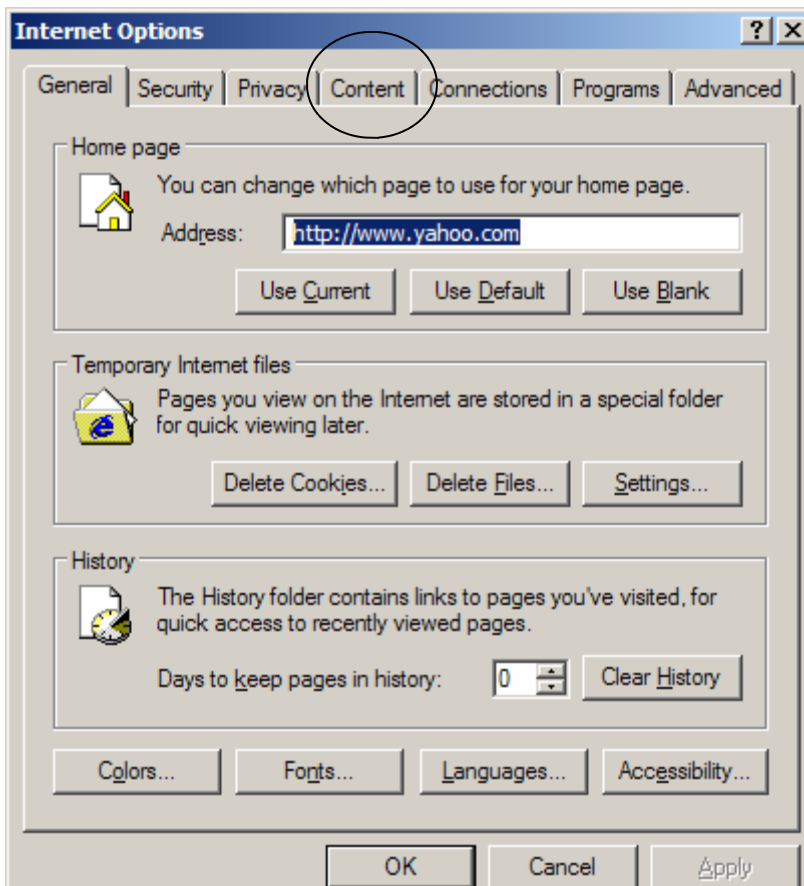 Internet Options
General Security Privacy Content Connections Programs Advanced
Home page
You can change which page to use for your home page.
Address: http://www.yahoo.com
Use Current Use Default Use Blank
Temporary Internet files
Pages you view on the Internet are stored in a special folder
for quick viewing later.
Delete Cookies... Delete Files... Settings...
History
The History folder contains links to pages you've visited, for
quick access to recently viewed pages.
Days to keep pages in history: 0 Clear History
Colors... Fonts... Languages... Accessibility...
OK Cancel Apply